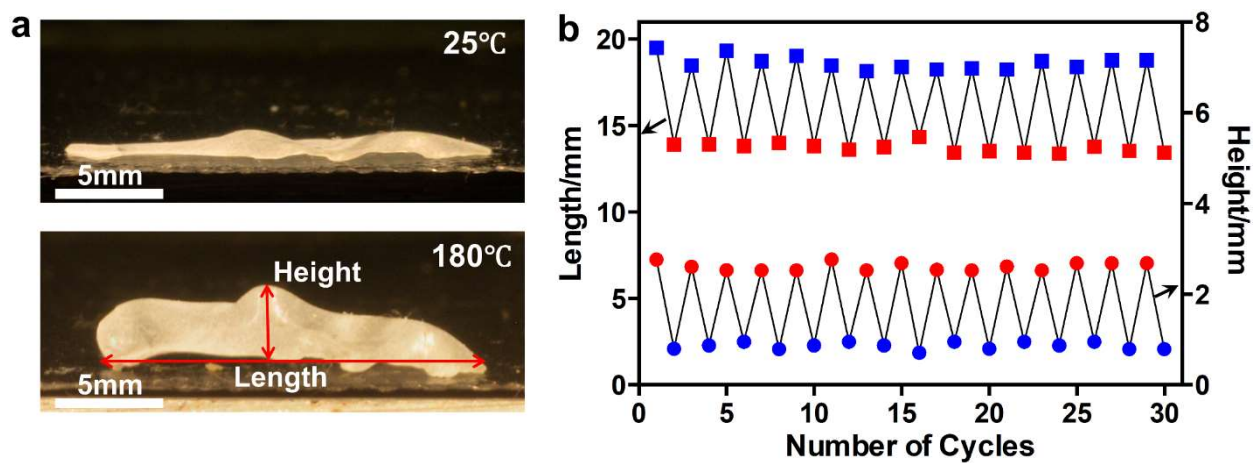 a
25℃
5mm
180℃
Height
Length
5mm
b
Length/mm
20
15
10
5
0
Height/mm
8
6
4
2
0
0 5 10 15 20 25 30
Number of Cycles